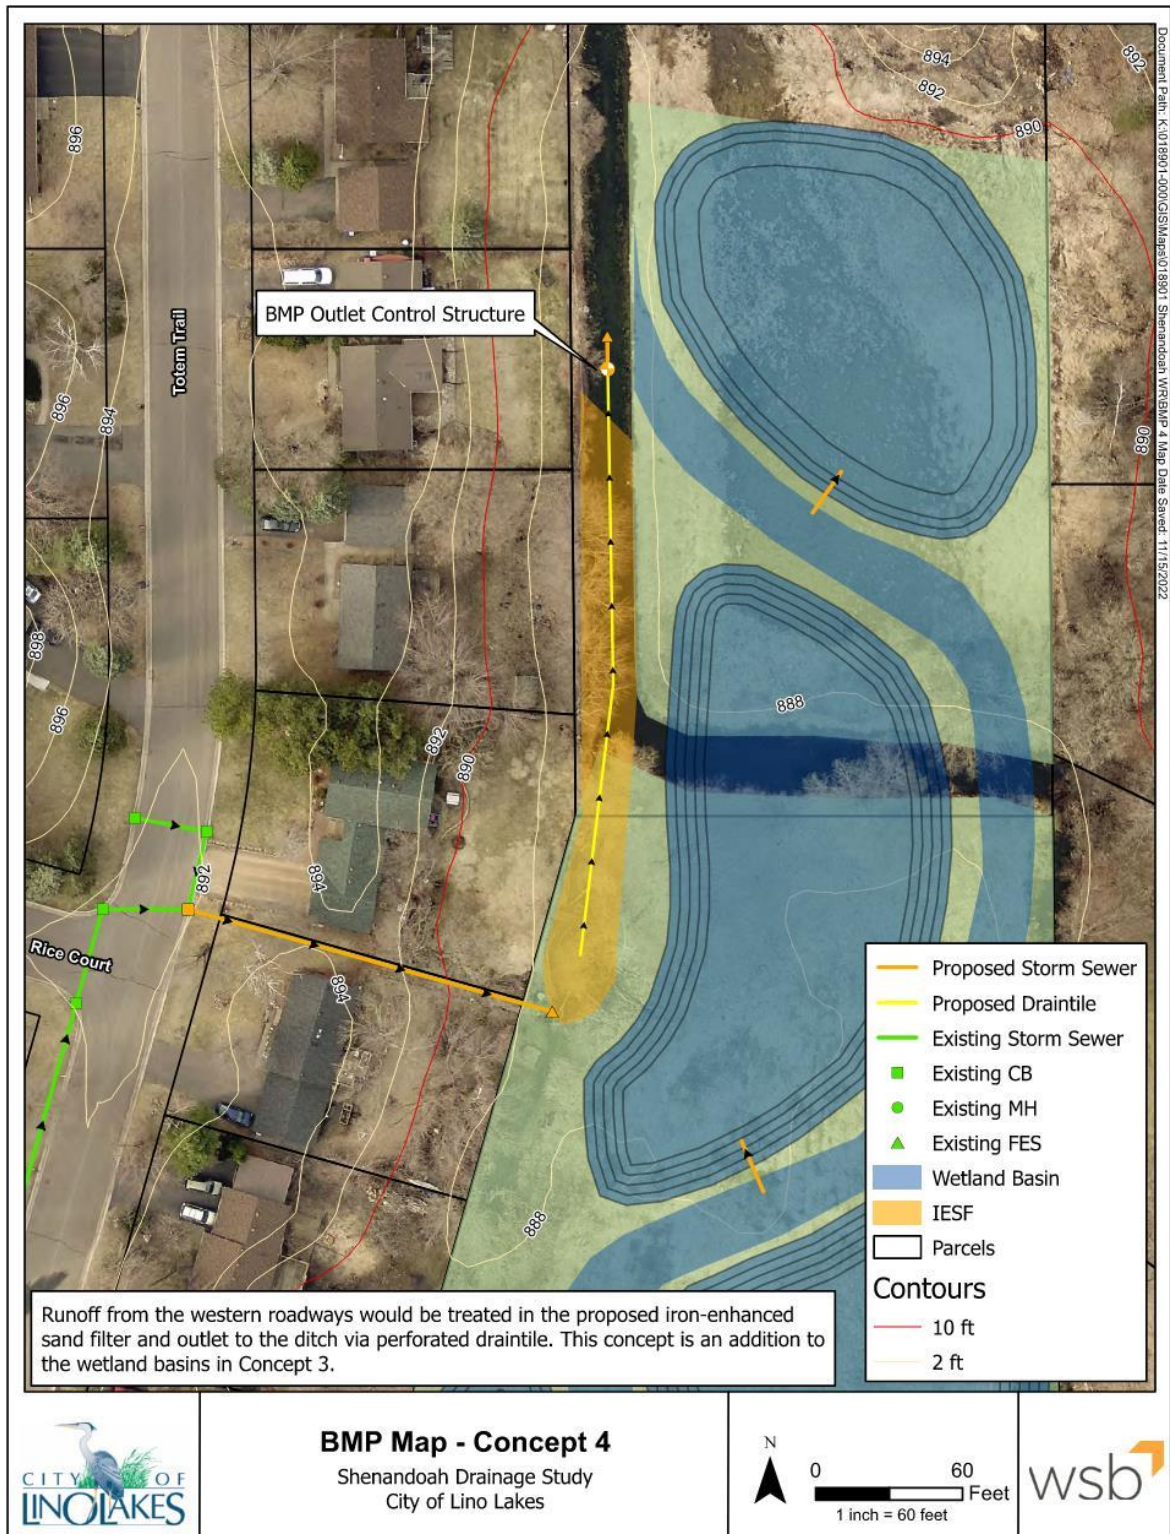 894
892
892
890
896
Document Path: K:\018901-000\GIS\Maps\018901 Shenandoah WR\BMP 4 Map Date Saved: 11/15/2022
BMP Outlet Control Structure
Totem Trail
896
894
890
898
896
888
892
890
892
894
Rice Court
894
888
Proposed Storm Sewer
Proposed Draintile
Existing Storm Sewer
Existing CB
Existing MH
Existing FES
Wetland Basin
IESF
Parcels
Contours
10 ft
2 ft
Runoff from the western roadways would be treated in the proposed iron-enhanced
sand filter and outlet to the ditch via perforated draintile. This concept is an addition to
the wetland basins in Concept 3.
CITY OF
LINO LAKES
BMP Map - Concept 4
Shenandoah Drainage Study
City of Lino Lakes
N
0 60
Feet
1 inch = 60 feet
wsb